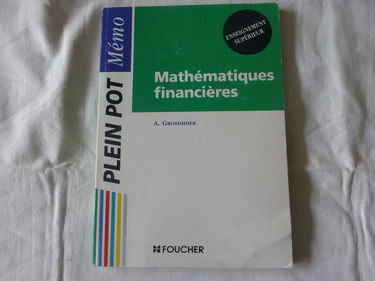 PLEIN POT Mémo
ENSEIGNEMENT
SUPÉRIEUR
Mathématiques
financières
A. GROSDIDIER
FOUCHER